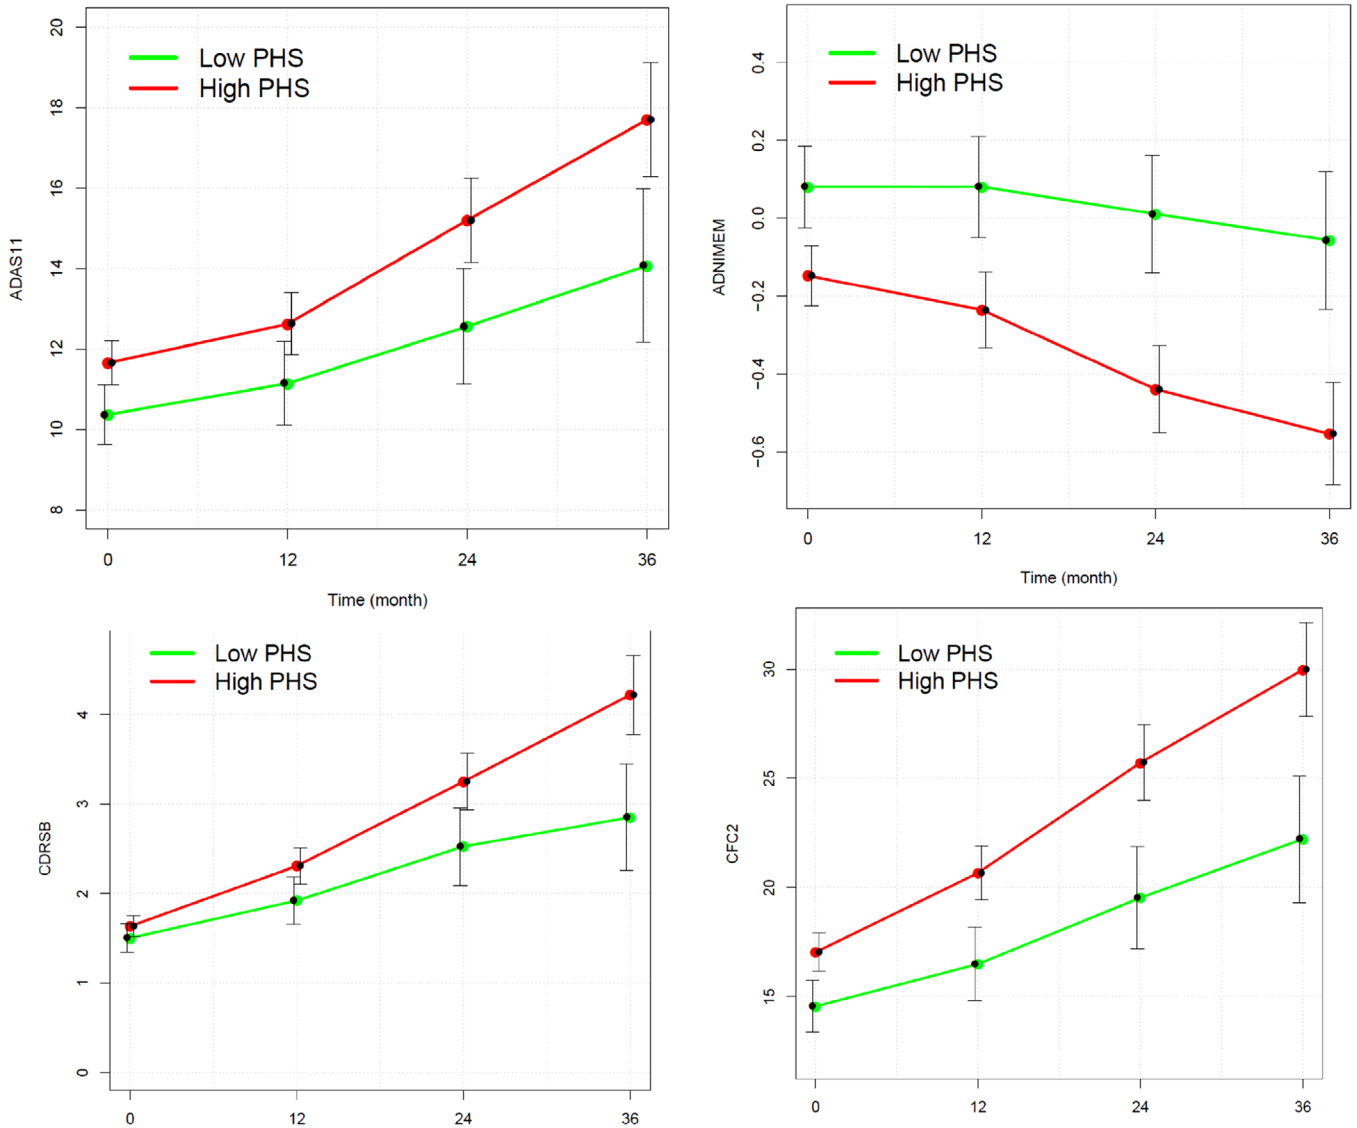 20
18
16
14
12
10
8
ADAS11
Low PHS
High PHS
0 12 24 36
Time (month)
0.4
0.2
0.0
−0.2
−0.4
−0.6
ADNIMEM
Low PHS
High PHS
0 12 24 36
Time (month)
4
3
2
1
0
CDRSB
Low PHS
High PHS
0 12 24 36
30
25
20
15
CFC2
Low PHS
High PHS
0 12 24 36